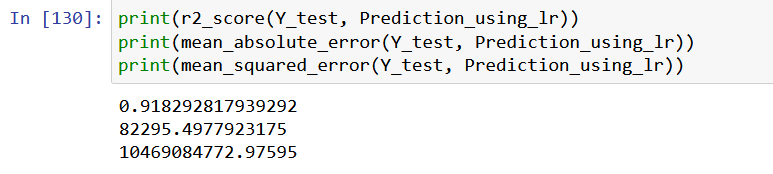 In [130]: print(r2_score(Y_test, Prediction_using_lr))
print(mean_absolute_error(Y_test, Prediction_using_lr))
print(mean_squared_error(Y_test, Prediction_using_lr))
0.918292817939292
82295.4977923175
10469084772.97595